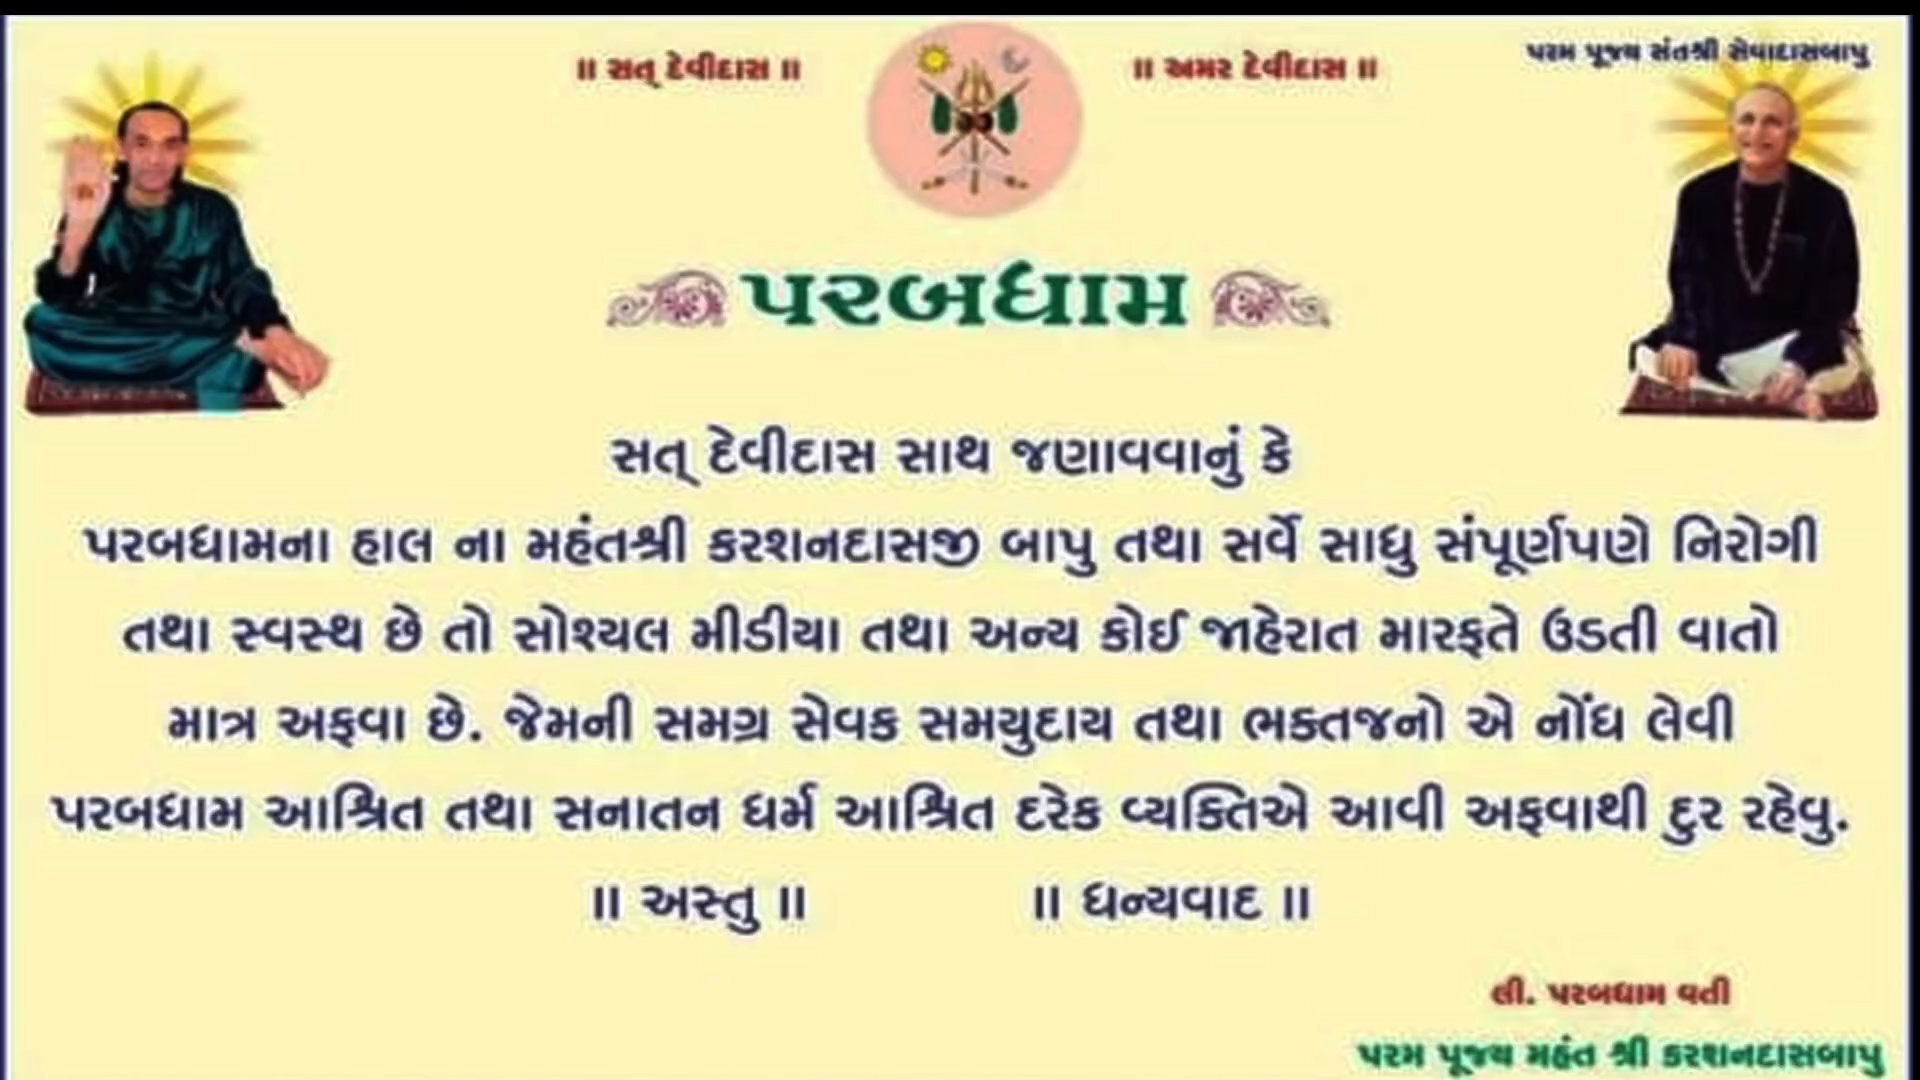 ॥ સત્ દેવીદાસ ॥
॥ અમર દેવીદાસ ॥
પરમ પૂજ્ય સંતશ્રી સેવાદાસબાપુ
પરબધામ
સત્ દેવીદાસ સાથ જણાવવાનું કે
પરબધામના હાલ ના મહંતશ્રી કરશનદાસજી બાપુ તથા સર્વે સાધુ સંપૂર્ણપણે નિરોગી
તથા સ્વસ્થ છે તો સોશ્યલ મીડીયા તથા અન્ય કોઈ જાહેરાત મારફતે ઉડતી વાતો
માત્ર અફવા છે. જેમની સમગ્ર સેવક સમયુદાય તથા ભક્તજનો એ નોંધ લેવી
પરબધામ આશ્રિત તથા સનાતન ધર્મ આશ્રિત દરેક વ્યક્તિએ આવી અફવાથી દુર રહેવુ.
॥ અસ્તુ ॥ ॥ ધન્યવાદ ॥
લી. પરબધામ વતી
પરમ પૂજ્ય મહંત શ્રી કરશનદાસબાપુ